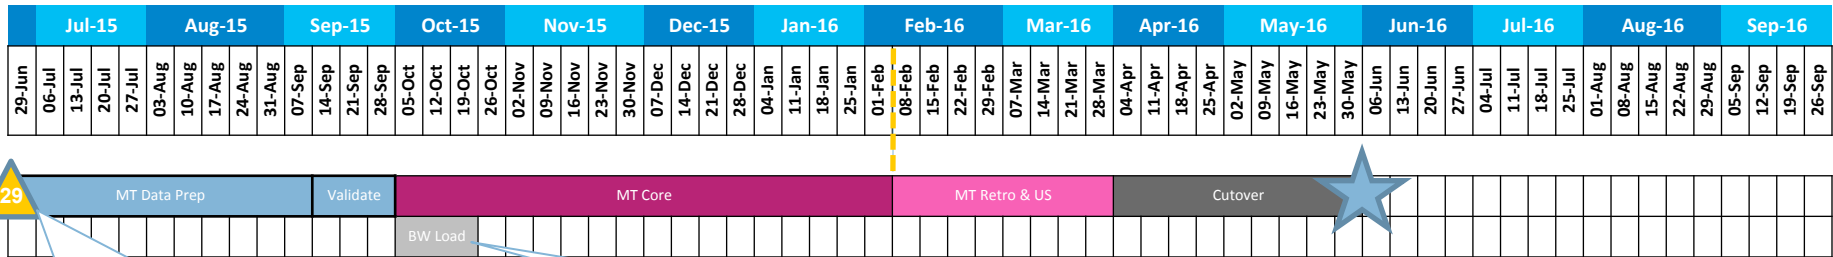 Jul-15 Aug-15 Sep-15 Oct-15 Nov-15 Dec-15 Jan-16 Feb-16 Mar-16 Apr-16 May-16 Jun-16 Jul-16 Aug-16 Sep-16
29-Jun 06-Jul 13-Jul 20-Jul 27-Jul 03-Aug 10-Aug 17-Aug 24-Aug 31-Aug 07-Sep 14-Sep 21-Sep 28-Sep 05-Oct 12-Oct 19-Oct 26-Oct 02-Nov 09-Nov 16-Nov 23-Nov 30-Nov 07-Dec 14-Dec 21-Dec 28-Dec 04-Jan 11-Jan 18-Jan 25-Jan 01-Feb 08-Feb 15-Feb 22-Feb 29-Feb 07-Mar 14-Mar 21-Mar 28-Mar 04-Apr 11-Apr 18-Apr 25-Apr 02-May 09-May 16-May 23-May 30-May 06-Jun 13-Jun 20-Jun 27-Jun 04-Jul 11-Jul 18-Jul 25-Jul 01-Aug 08-Aug 15-Aug 22-Aug 29-Aug 05-Sep 12-Sep 19-Sep 26-Sep
29 MT Data Prep Validate MT Core MT Retro & US Cutover
BW Load